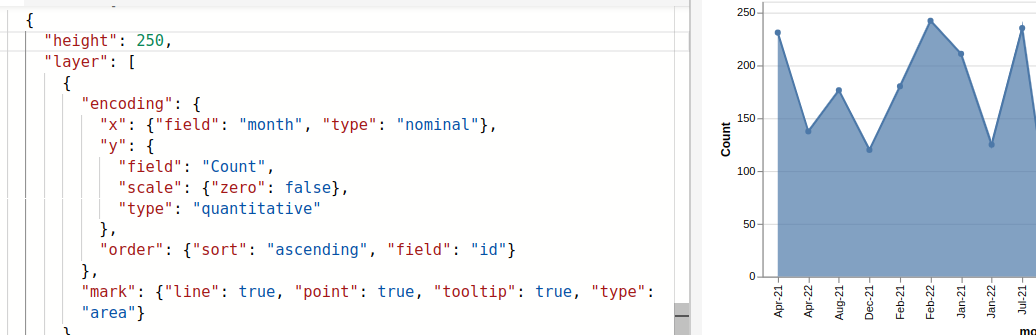 {
"height": 250,
"layer": [
{
"encoding": {
"x": {"field": "month", "type": "nominal"},
"y": {
"field": "Count",
"scale": {"zero": false},
"type": "quantitative"
},
"order": {"sort": "ascending", "field": "id"}
},
"mark": {"line": true, "point": true, "tooltip": true, "type":
"area"}
}
250
200
150
100
50
0
Count
Apr-21
Apr-22
Aug-21
Dec-21
Feb-21
Feb-22
Jan-21
Jan-22
Jul-21